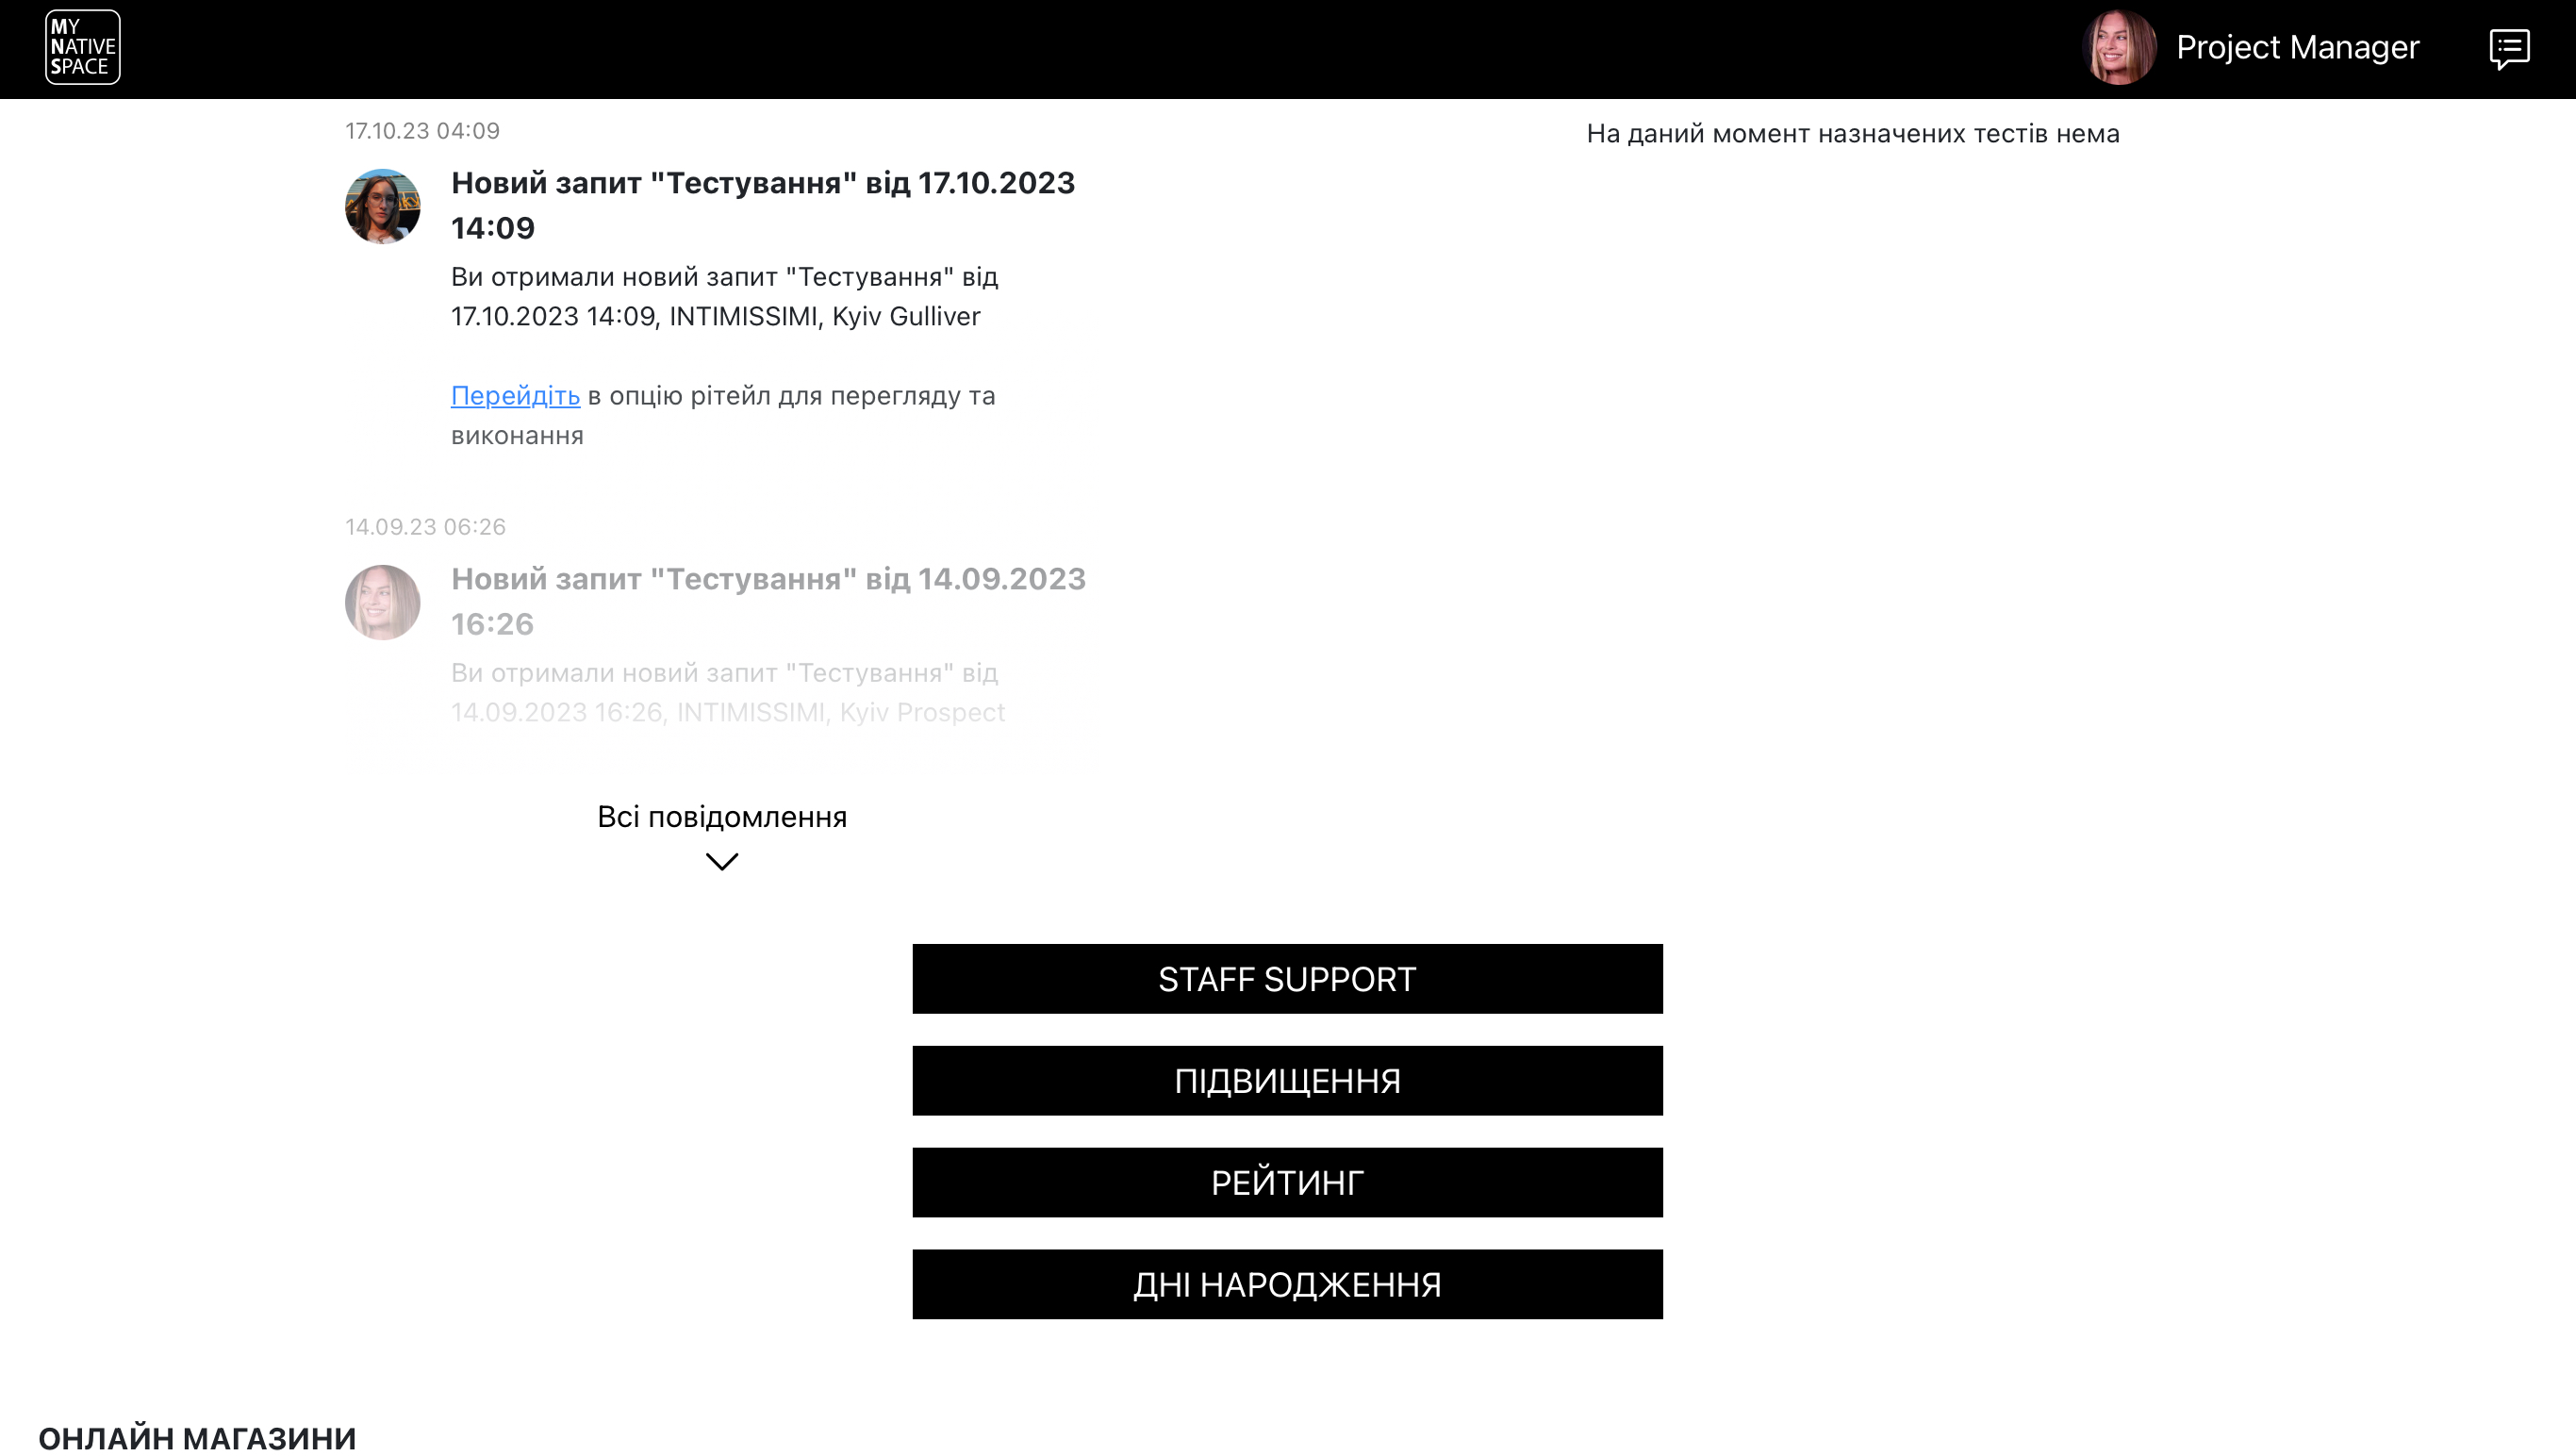 MY
NATIVE
SPACE
Project Manager
17.10.23 04:09
Новий запит "Тестування" від 17.10.2023
14:09
Ви отримали новий запит "Тестування" від
17.10.2023 14:09, INTIMISSIMI, Kyiv Gulliver
Перейдіть в опцію рітейл для перегляду та
виконання
14.09.23 06:26
Новий запит "Тестування" від 14.09.2023
16:26
Ви отримали новий запит "Тестування" від
14.09.2023 16:26, INTIMISSIMI, Kyiv Prospect
Всі повідомлення
На даний момент назначених тестів нема
STAFF SUPPORT
ПІДВИЩЕННЯ
РЕЙТИНГ
ДНІ НАРОДЖЕННЯ
ОНЛАЙН МАГАЗИНИ